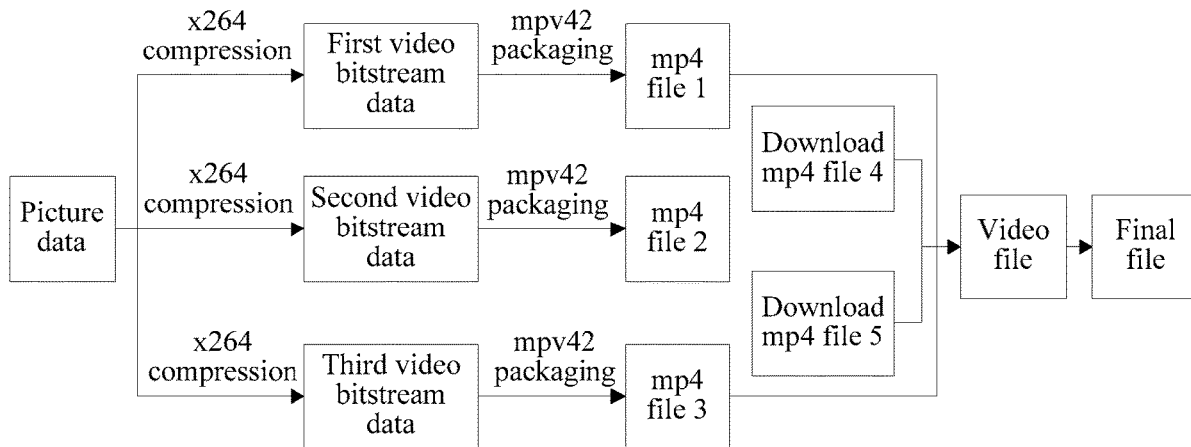 x264
compression
First video
bitstream
data
mpv42
packaging
mp4
file 1
Download
mp4 file 4
Picture
data
x264
compression
Second video
bitstream
data
mpv42
packaging
mp4
file 2
Video
file
Final
file
Download
mp4 file 5
x264
compression
Third video
bitstream
data
mpv42
packaging
mp4
file 3